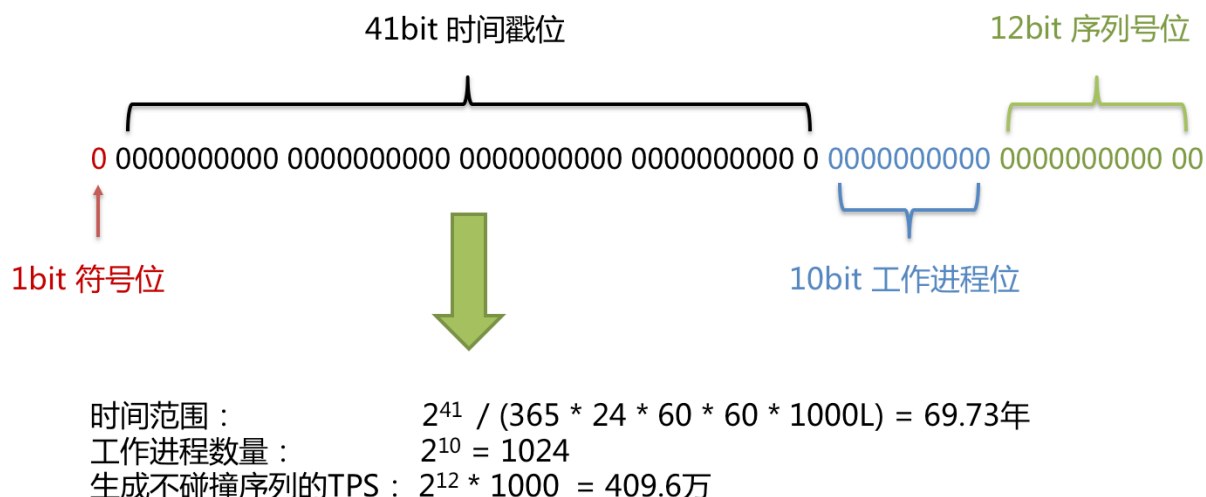 41bit 时间戳位
12bit 序列号位
0 0000000000 0000000000 0000000000 0000000000 0 0000000000 0000000000 00
1bit 符号位
10bit 工作进程位
时间范围： 2⁴¹ / (365 * 24 * 60 * 60 * 1000L) = 69.73年
工作进程数量： 2¹⁰ = 1024
生成不碰撞序列的TPS： 2¹² * 1000 = 409.6万